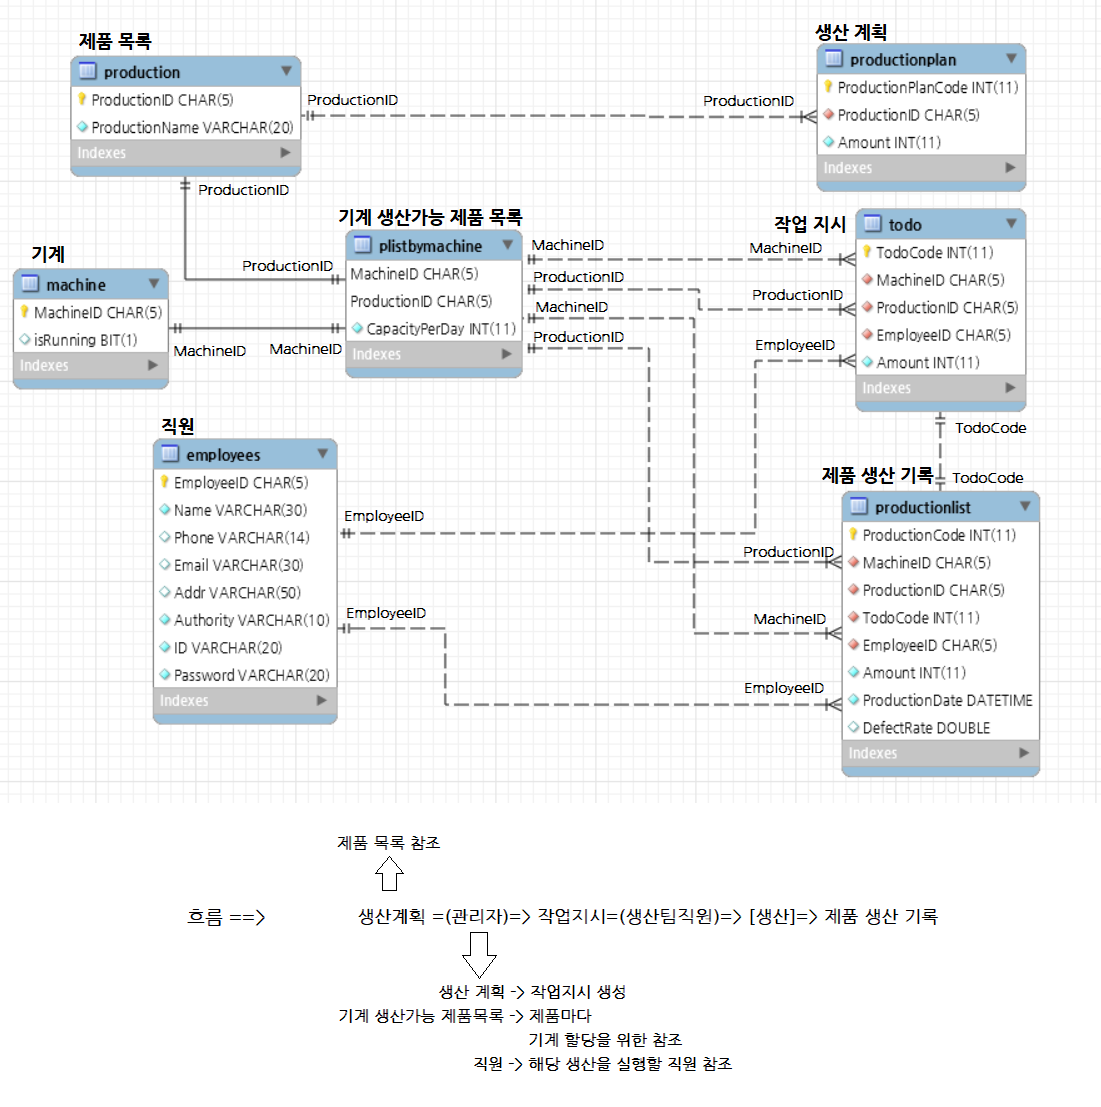 제품 목록
production
ProductionID CHAR(5)
ProductionName VARCHAR(20)
Indexes
ProductionID
ProductionID
생산 계획
productionplan
ProductionPlanCode INT(11)
ProductionID CHAR(5)
Amount INT(11)
Indexes
ProductionID
ProductionID
기계
machine
MachineID CHAR(5)
isRunning BIT(1)
Indexes
MachineID
MachineID
기계 생산가능 제품 목록
plistbymachine
MachineID CHAR(5)
ProductionID CHAR(5)
CapacityPerDay INT(11)
Indexes
MachineID
ProductionID
MachineID
ProductionID
작업 지시
todo
TodoCode INT(11)
MachineID CHAR(5)
ProductionID CHAR(5)
EmployeeID CHAR(5)
Amount INT(11)
Indexes
MachineID
ProductionID
EmployeeID
TodoCode
TodoCode
직원
employees
EmployeeID CHAR(5)
Name VARCHAR(30)
Phone VARCHAR(14)
Email VARCHAR(30)
Addr VARCHAR(50)
Authority VARCHAR(10)
ID VARCHAR(20)
Password VARCHAR(20)
Indexes
EmployeeID
EmployeeID
제품 생산 기록
productionlist
ProductionCode INT(11)
MachineID CHAR(5)
ProductionID CHAR(5)
TodoCode INT(11)
EmployeeID CHAR(5)
Amount INT(11)
ProductionDate DATETIME
DefectRate DOUBLE
Indexes
ProductionID
MachineID
EmployeeID
제품 목록 참조
흐름 ==> 생산계획 =(관리자)=> 작업지시=(생산팀직원)=> [생산]=> 제품 생산 기록
생산 계획 -> 작업지시 생성
기계 생산가능 제품목록 -> 제품마다
기계 할당을 위한 참조
직원 -> 해당 생산을 실행할 직원 참조